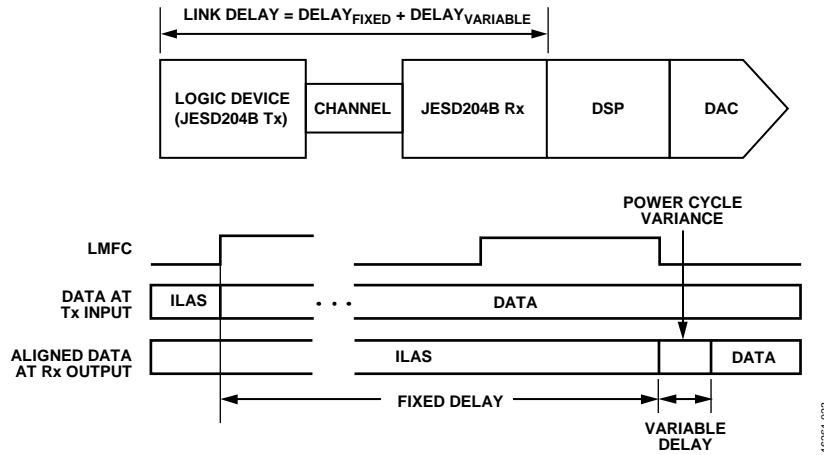 LINK DELAY = DELAYFIXED + DELAYVARIABLE
LOGIC DEVICE
(JESD204B Tx)
CHANNEL
JESD204B Rx
DSP
DAC
POWER CYCLE
VARIANCE
LMFC
DATA AT
Tx INPUT
ILAS
...
DATA
ALIGNED DATA
AT Rx OUTPUT
ILAS
DATA
FIXED DELAY
VARIABLE
DELAY